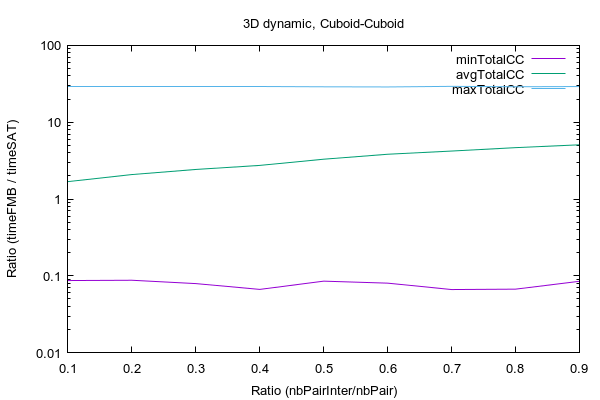 3D dynamic, Cuboid-Cuboid
minTotalCC
avgTotalCC
maxTotalCC
Ratio (timeFMB / timeSAT)
100
10
1
0.1
0.01
0.1 0.2 0.3 0.4 0.5 0.6 0.7 0.8 0.9
Ratio (nbPairInter/nbPair)